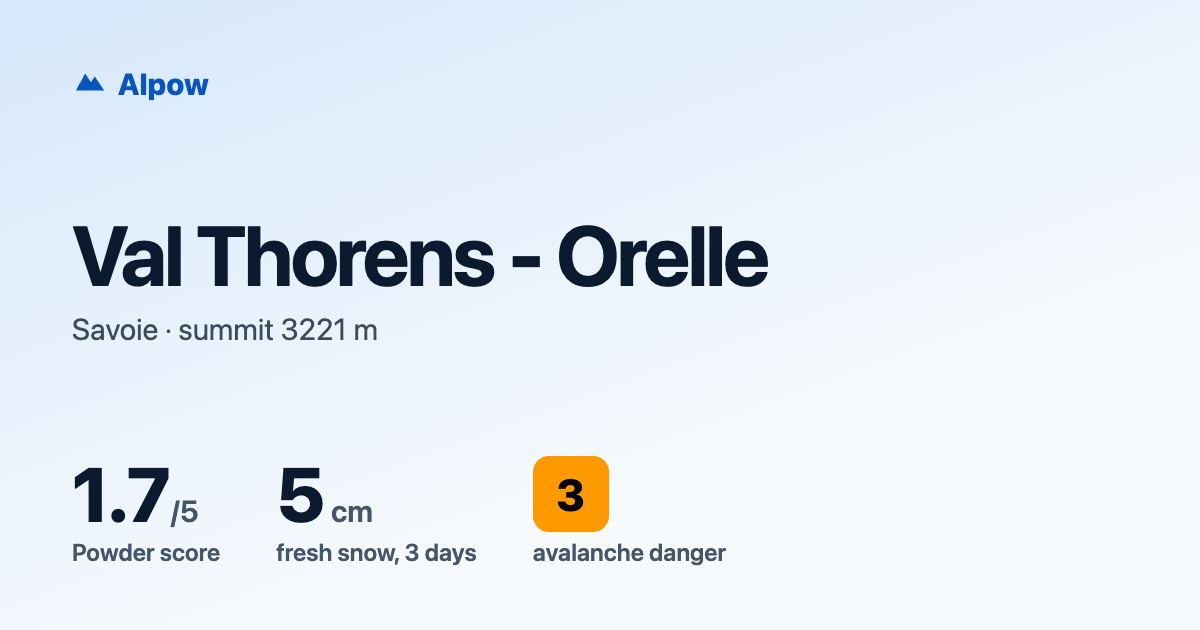 Alpow
Val Thorens - Orelle
Savoie · summit 3221 m
1.7/5
Powder score
5 cm
fresh snow, 3 days
3
avalanche danger